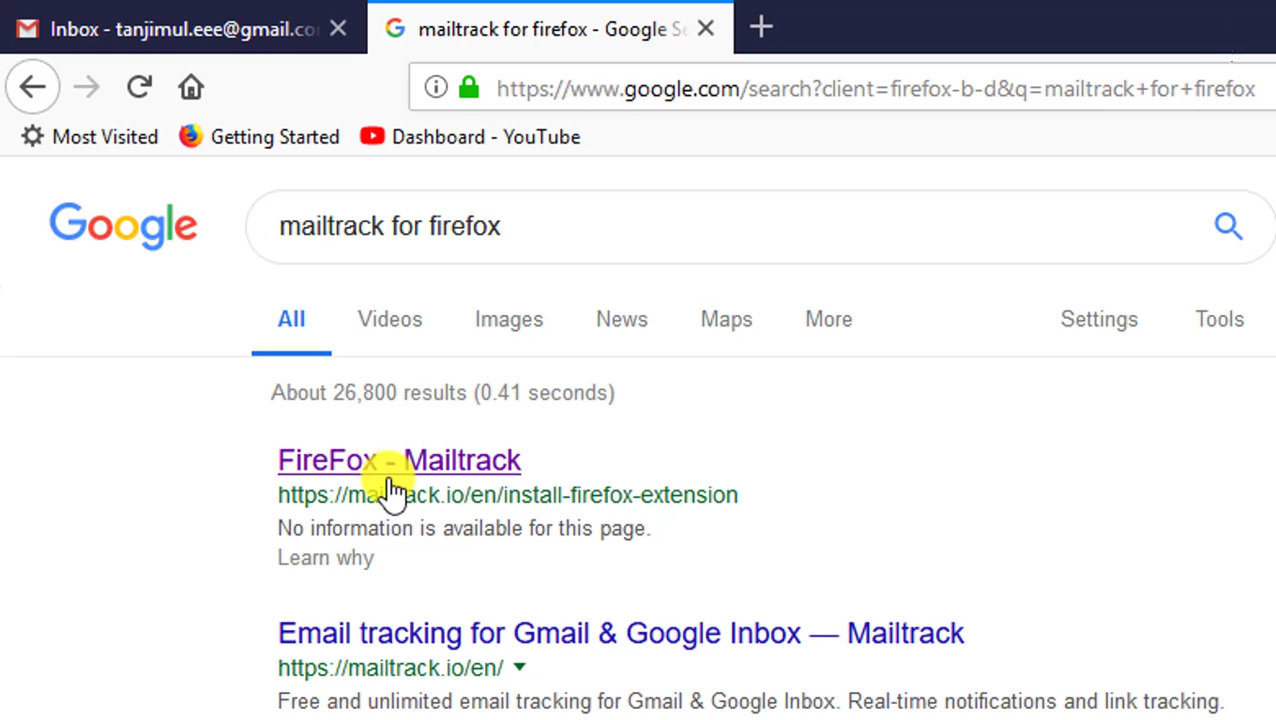 Inbox - tanjimul.eee@gmail.co
mailtrack for firefox - Google Se
https://www.google.com/search?client=firefox-b-d&q=mailtrack+for+firefox
Most Visited
Getting Started
Dashboard - YouTube
Google
mailtrack for firefox
All
Videos
Images
News
Maps
More
Settings
Tools
About 26,800 results (0.41 seconds)
FireFox - Mailtrack
https://mailtrack.io/en/install-firefox-extension
No information is available for this page.
Learn why
Email tracking for Gmail & Google Inbox — Mailtrack
https://mailtrack.io/en/
Free and unlimited email tracking for Gmail & Google Inbox. Real-time notifications and link tracking.